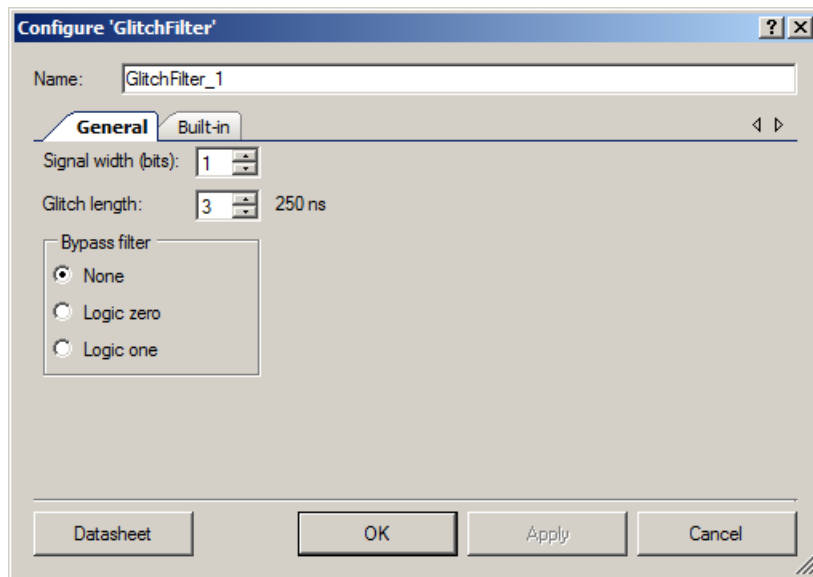 Configure 'GlitchFilter'
Name: GlitchFilter_1
General Built-in
Signal width (bits): 1
Glitch length: 3 250 ns
Bypass filter
None
Logic zero
Logic one
Datasheet OK Apply Cancel